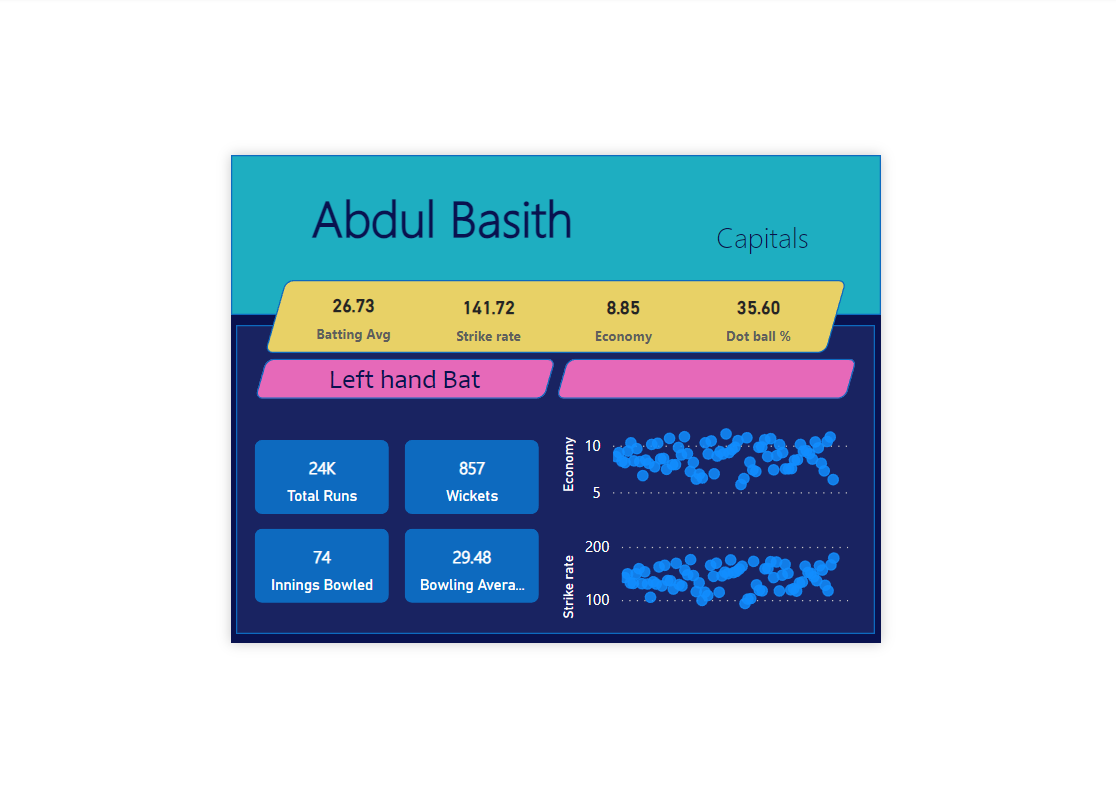 Abdul Basith
Capitals
26.73 141.72 8.85 35.60
Batting Avg Strike rate Economy Dot ball %
Left hand Bat
24K
Total Runs
857
Wickets
74
Innings Bowled
29.48
Bowling Avera...
Economy
10
5
Strike rate
200
100